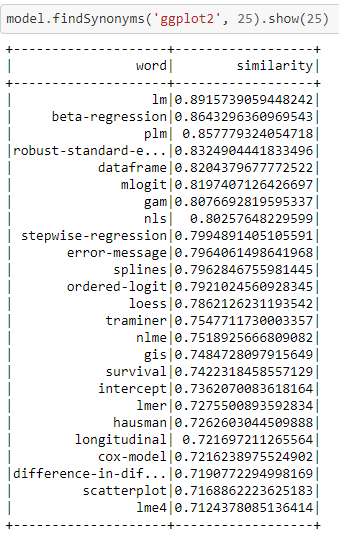 model.findSynonyms('ggplot2', 25).show(25)
+--------------------+------------------+
|                word|        similarity|
+--------------------+------------------+
|                  lm|0.8915739059448242|
|     beta-regression|0.8643296360969543|
|                 plm| 0.857779324054718|
|robust-standard-e...|0.8324904441833496|
|           dataframe|0.8204379677772522|
|              mlogit|0.8197407126426697|
|                 gam|0.8076692819595337|
|                 nls|  0.80257648229599|
| stepwise-regression|0.7994891405105591|
|       error-message|0.7964061498641968|
|             splines|0.7962846755981445|
|       ordered-logit|0.7921024560928345|
|               loess|0.7862126231193542|
|            traminer|0.7547711730003357|
|                nlme|0.7518925666809082|
|                 gis|0.7484728097915649|
|            survival|0.7422318458557129|
|           intercept|0.7362070083618164|
|                lmer|0.7275500893592834|
|             hausman|0.7262603044509888|
|        longitudinal| 0.721697211265564|
|           cox-model|0.7216238975524902|
|difference-in-dif...|0.7190772294998169|
|         scatterplot|0.7168862223625183|
|                lme4|0.7124378085136414|
+--------------------+------------------+